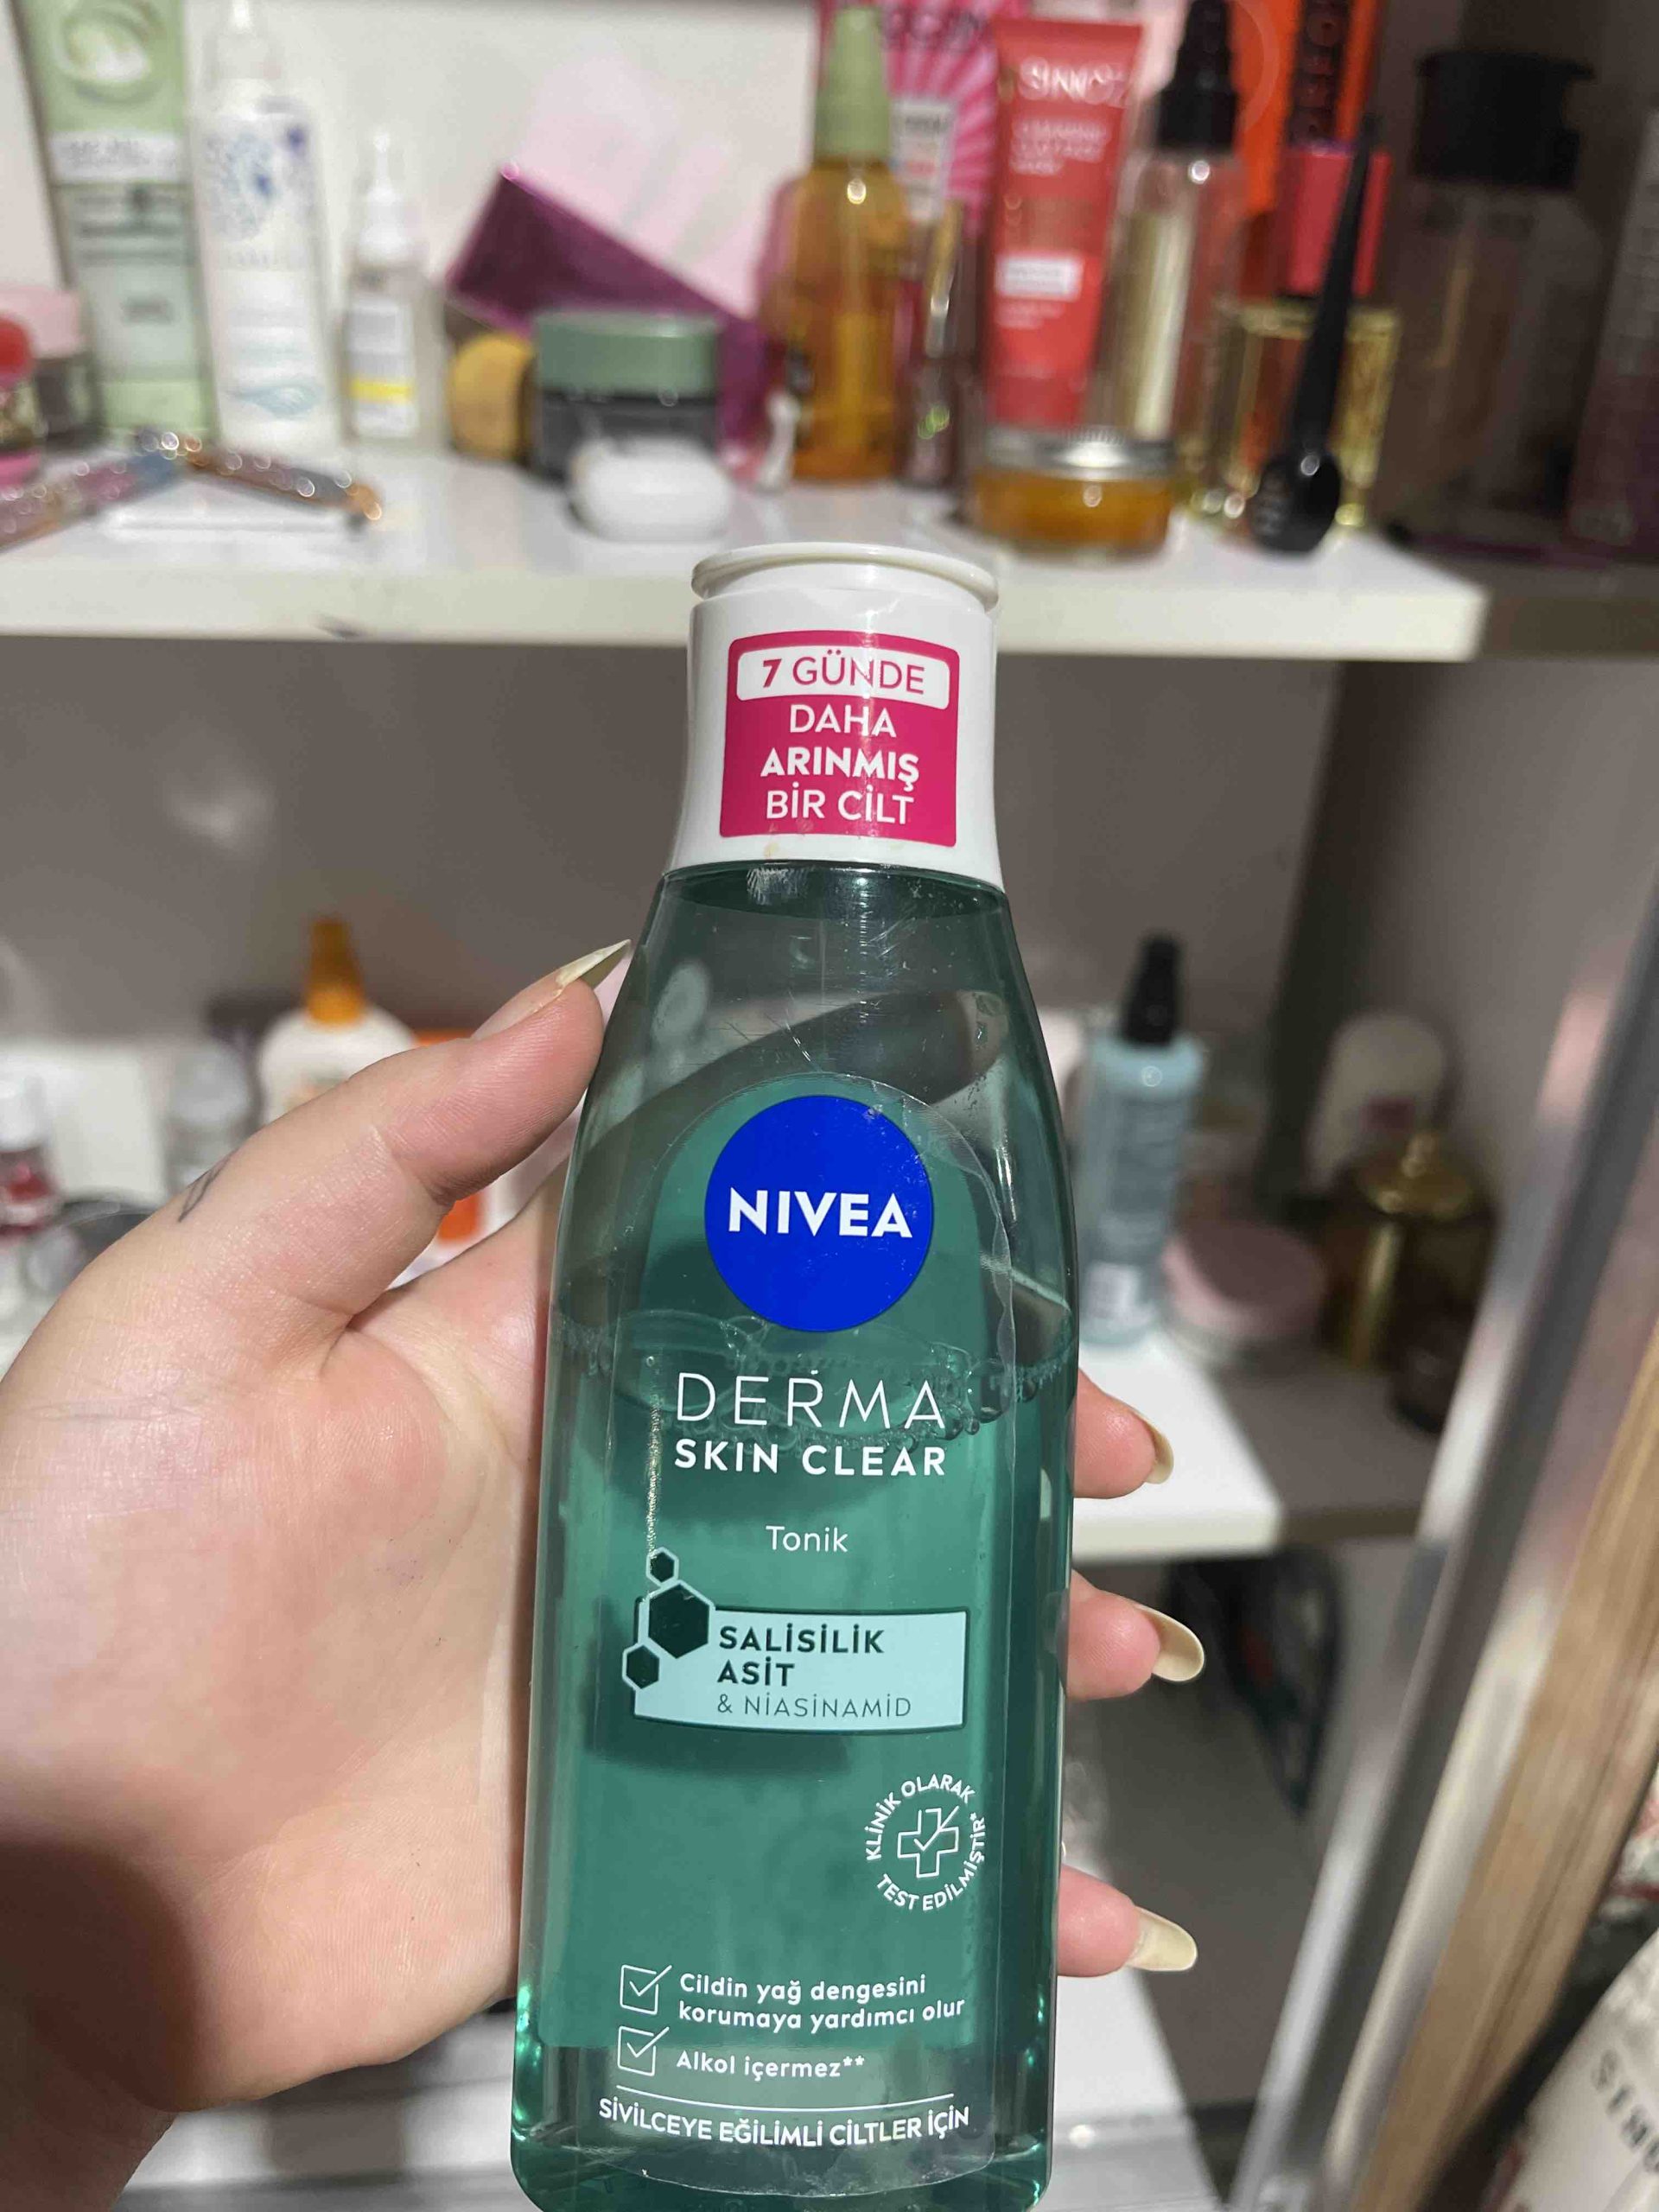 SINOZ
7 GÜNDE
DAHA
ARINMIŞ
BİR CİLT
NIVEA
DERMA
SKIN CLEAR
Tonik
SALİSİLİK
ASİT
& NİASİNAMİD
KLİNİK OLARAK
TEST EDİLMİŞTİR*
Cildin yağ dengesini
korumaya yardımcı olur
Alkol içermez**
SİVİLCEYE EĞİLİMLİ CİLTLER İÇİN